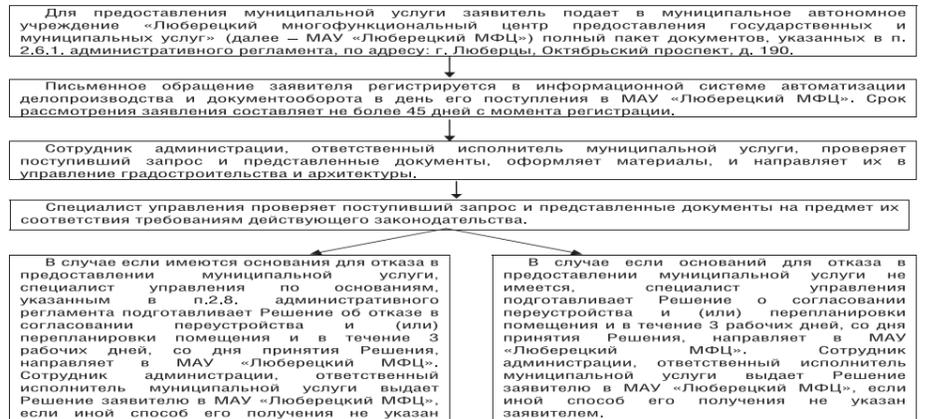 Для предоставления муниципальной услуги заявитель подает в муниципальное автономное
учреждение «Люберецкий многофункциональный центр предоставления государственных и
муниципальных услуг» (далее – МАУ «Люберецкий МФЦ») полный пакет документов, указанных в п.
2.6.1. административного регламента, по адресу: г. Люберцы, Октябрьский проспект, д. 190.
Письменное обращение заявителя регистрируется в информационной системе автоматизации
делопроизводства и документооборота в день его поступления в МАУ «Люберецкий МФЦ». Срок
рассмотрения заявления составляет не более 45 дней с момента регистрации.
Сотрудник администрации, ответственный исполнитель муниципальной услуги, проверяет
поступивший запрос и представленные документы, оформляет материалы, и направляет их в
управление градостроительства и архитектуры.
Специалист управления проверяет поступивший запрос и представленные документы на предмет их
соответствия требованиям действующего законодательства.
В случае если имеются основания для отказа в
предоставлении муниципальной услуги,
специалист управления по основаниям,
указанным в п.2.8. административного
регламента подготавливает Решение об отказе в
согласовании переустройства и (или)
перепланировки помещения и в течение 3
рабочих дней, со дня принятия Решения,
направляет в МАУ «Люберецкий МФЦ».
Сотрудник администрации, ответственный
исполнитель муниципальной услуги выдает
Решение заявителю в МАУ «Люберецкий МФЦ»,
если иной способ его получения не указан
В случае если оснований для отказа в
предоставлении муниципальной услуги не
имеется, специалист управления
подготавливает Решение о согласовании
переустройства и (или) перепланировки
помещения и в течение 3 рабочих дней, со дня
принятия Решения, направляет в МАУ
«Люберецкий МФЦ». Сотрудник
администрации, ответственный исполнитель
муниципальной услуги выдает Решение
заявителю в МАУ «Люберецкий МФЦ», если
иной способ его получения не указан
заявителем.